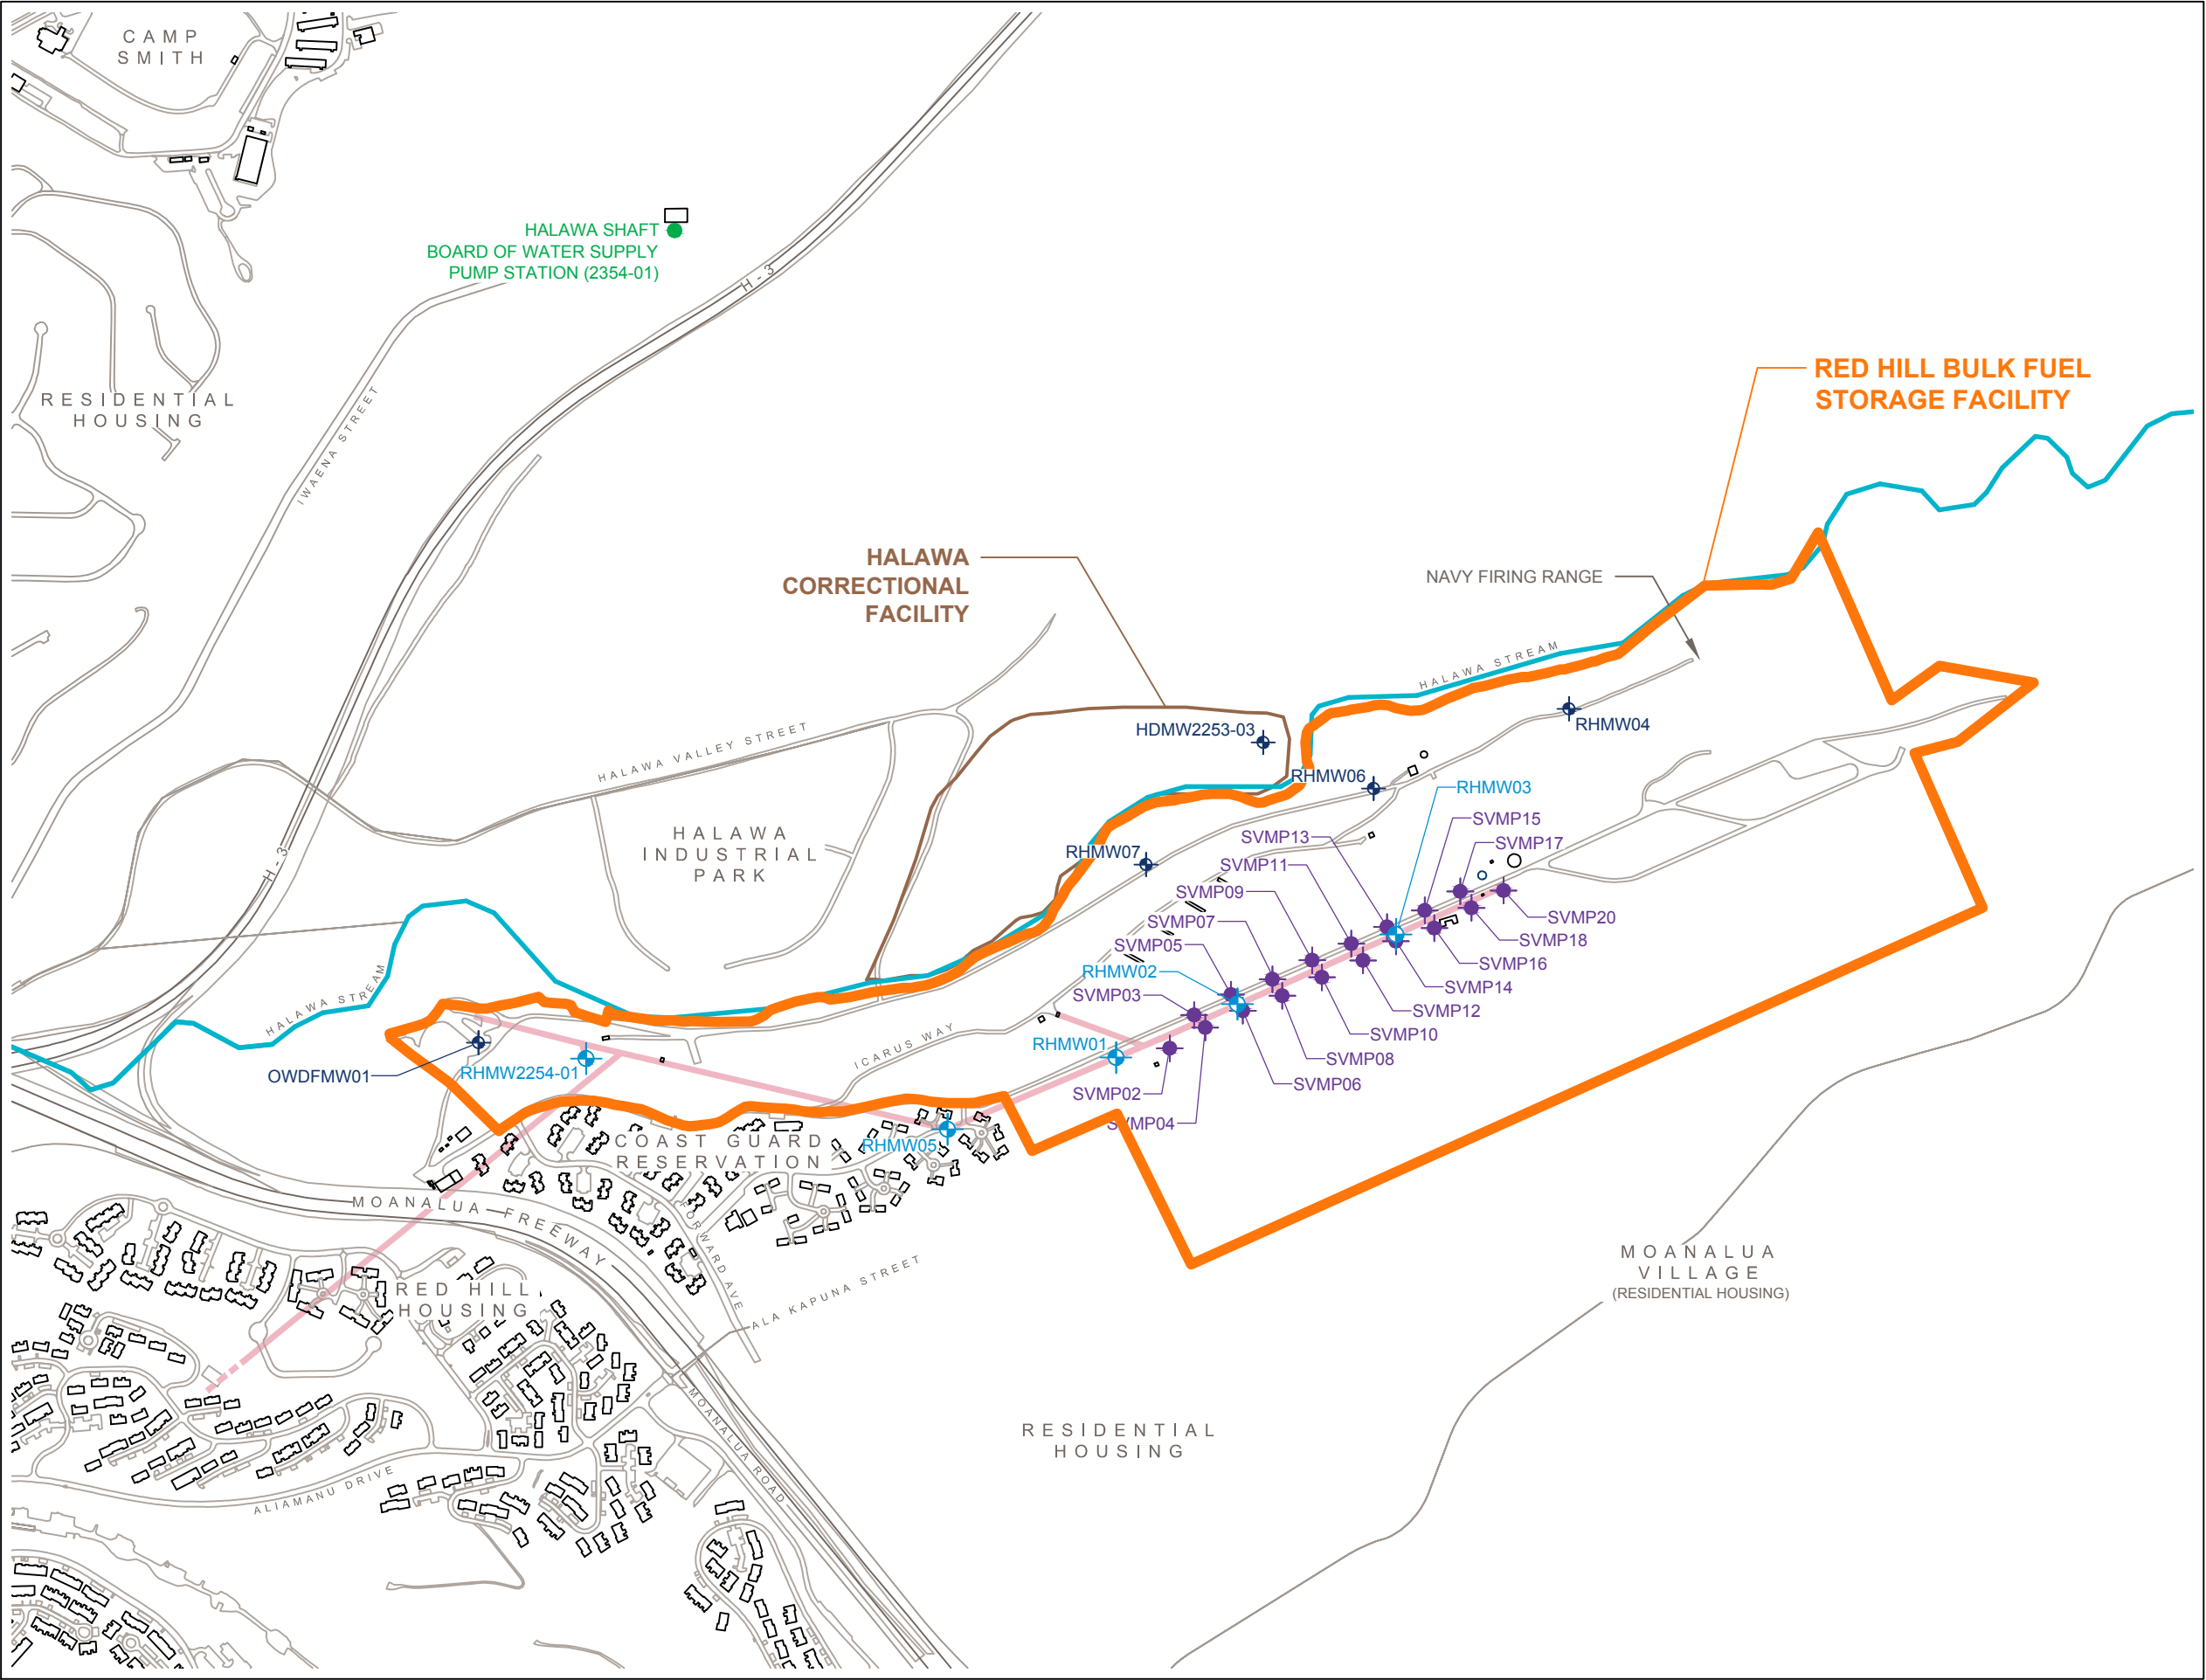 CAMP
SMITH
HALAWA SHAFT
BOARD OF WATER SUPPLY
PUMP STATION (2354-01)
H-3
RED HILL BULK FUEL
STORAGE FACILITY
RESIDENTIAL
HOUSING
IWAENA STREET
HALAWA
CORRECTIONAL
FACILITY
NAVY FIRING RANGE
HALAWA STREAM
HDMW2253-03
RHMW04
HALAWA VALLEY STREET
RHMW06
RHMW03
SVMP15
SVMP13
SVMP17
HALAWA
INDUSTRIAL
PARK
H-3
RHMW07
SVMP11
SVMP09
SVMP07
SVMP20
SVMP05
SVMP18
RHMW02
SVMP16
SVMP03
SVMP14
HALAWA STREAM
SVMP12
SVMP10
RHMW01
ICARUS WAY
SVMP08
OWDFMW01
RHMW2254-01
SVMP06
SVMP02
SVMP04
COAST GUARD
RESERVATION
RHMW05
MOANALUA FREEWAY
FORWARD AVE
MOANALUA
VILLAGE
(RESIDENTIAL HOUSING)
RED HILL
HOUSING
ALA KAPUNA STREET
MOANALUA ROAD
RESIDENTIAL
HOUSING
ALIAMANU DRIVE